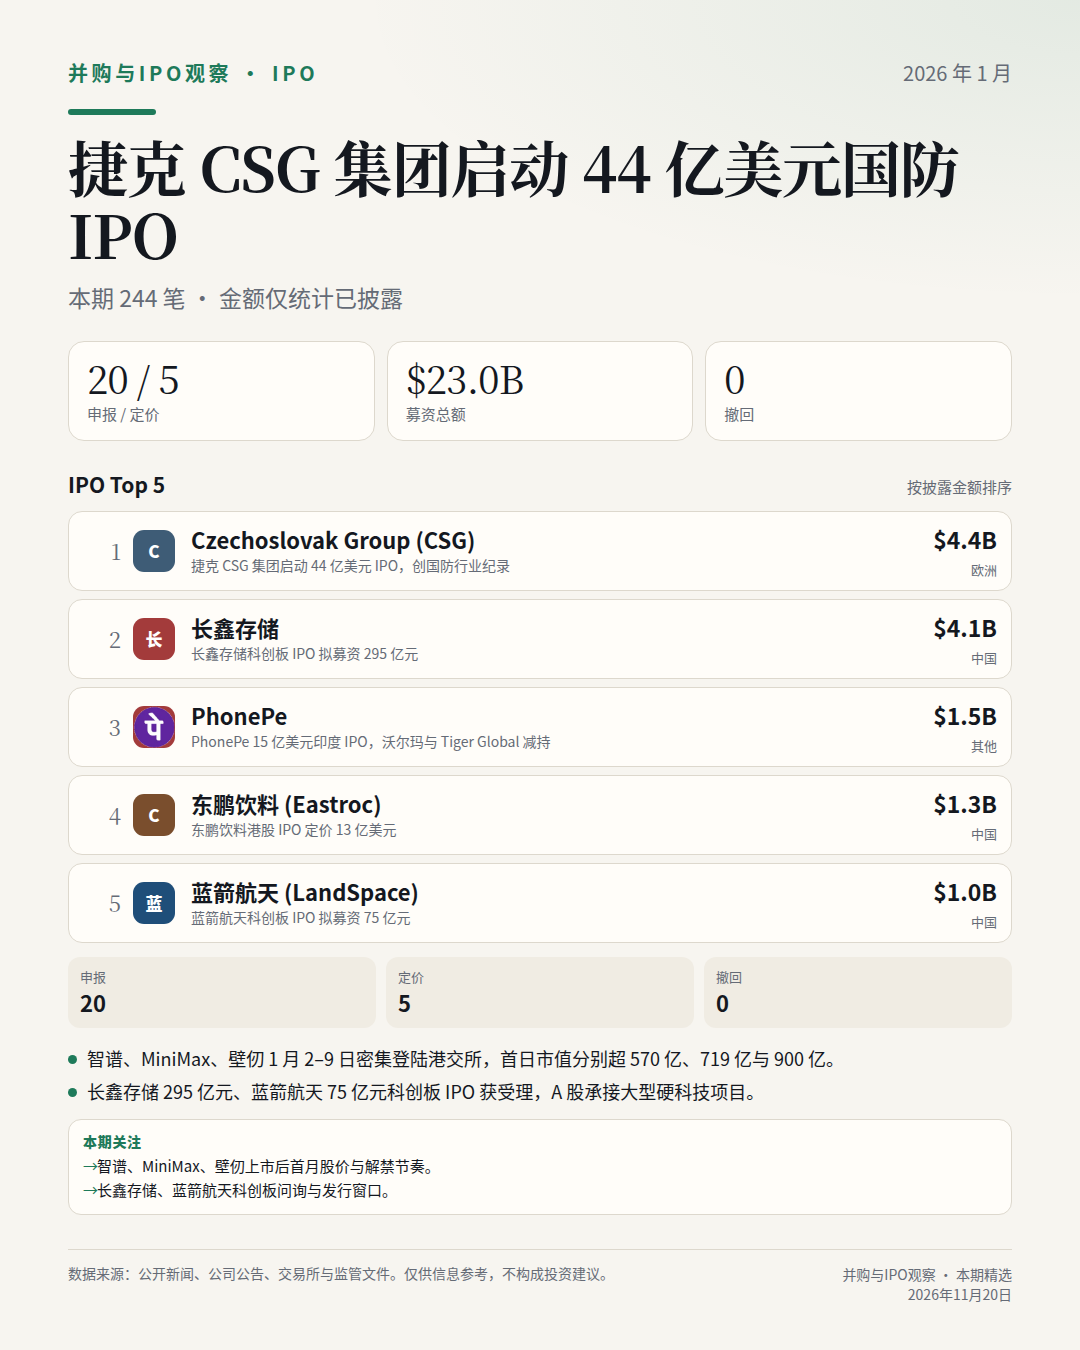 并购与IPO观察 • IPO
2026 年 1 月
捷克 CSG 集团启动 44 亿美元国防
IPO
本期 244 笔 • 金额仅统计已披露
20 / 5
申报 / 定价
$23.0B
募资总额
0
撤回
IPO Top 5
按披露金额排序
1
C
Czechoslovak Group (CSG)
捷克 CSG 集团启动 44 亿美元 IPO，创国防行业纪录
$4.4B
欧洲
2
长
长鑫存储
长鑫存储科创板 IPO 拟募资 295 亿元
$4.1B
中国
3
पे
PhonePe
PhonePe 15 亿美元印度 IPO，沃尔玛与 Tiger Global 减持
$1.5B
其他
4
C
东鹏饮料 (Eastroc)
东鹏饮料港股 IPO 定价 13 亿美元
$1.3B
中国
5
蓝
蓝箭航天 (LandSpace)
蓝箭航天科创板 IPO 拟募资 75 亿元
$1.0B
中国
申报
20
定价
5
撤回
0
智谱、MiniMax、壁仞 1 月 2–9 日密集登陆港交所，首日市值分别超 570 亿、719 亿与 900 亿。
长鑫存储 295 亿元、蓝箭航天 75 亿元科创板 IPO 获受理，A 股承接大型硬科技项目。
本期关注
→智谱、MiniMax、壁仞上市后首月股价与解禁节奏。
→长鑫存储、蓝箭航天科创板问询与发行窗口。
数据来源：公开新闻、公司公告、交易所与监管文件。仅供信息参考，不构成投资建议。
并购与IPO观察 • 本期精选
2026年11月20日